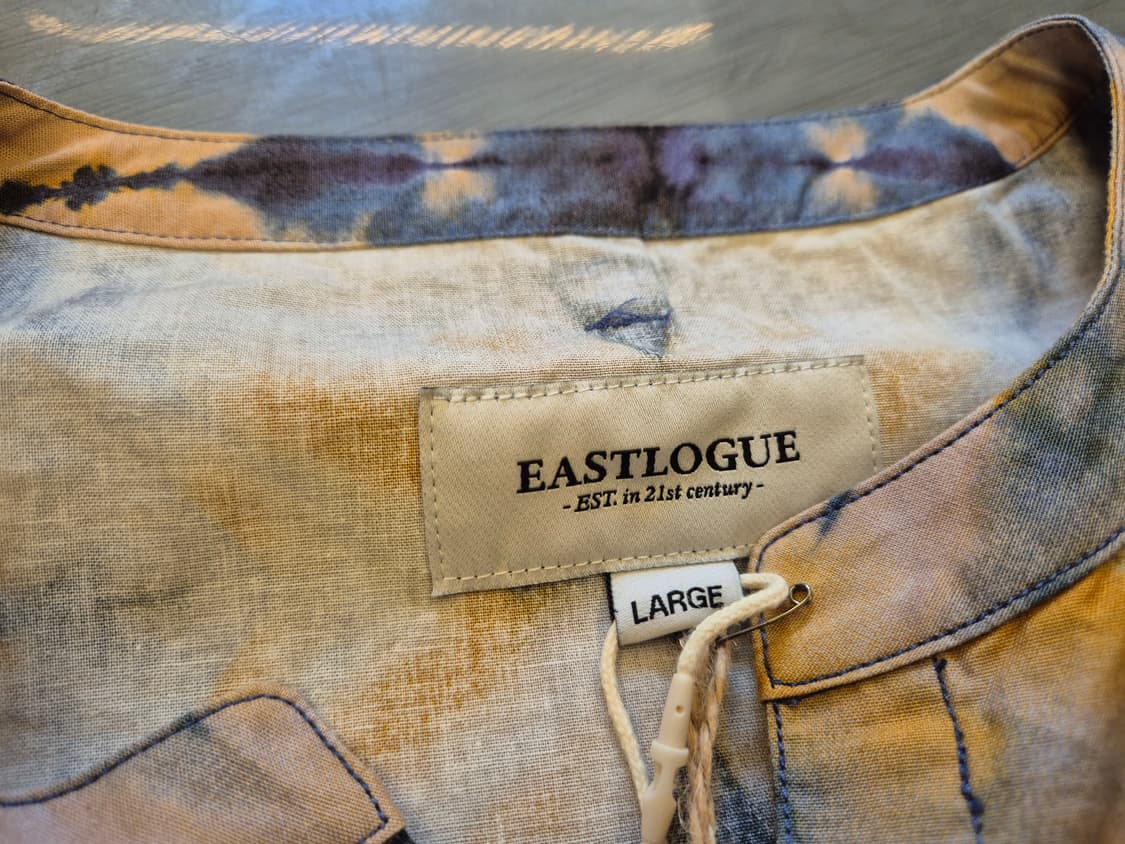 EASTLOGUE
- EST. in 21st century -
LARGE